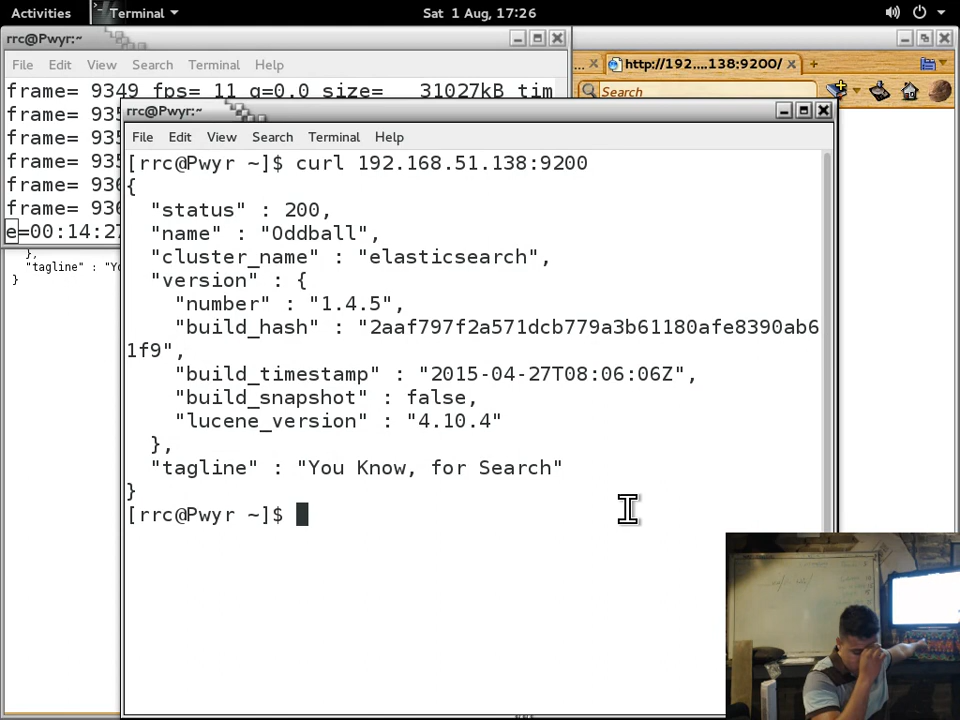 Activities Terminal Sat 1 Aug, 17:26
rrc@Pwyr:~
File Edit View Search Terminal Help
... http://192....138:9200/
Search
frame= 9349 fps= 11 q=0.0 size= 31027kB tim
frame= 935
frame= 935
frame= 935
frame= 936
frame= 936
e=00:14:27
},
"tagline" : "Yo
}
rrc@Pwyr:~
File Edit View Search Terminal Help
[rrc@Pwyr ~]$ curl 192.168.51.138:9200
{
"status" : 200,
"name" : "Oddball",
"cluster_name" : "elasticsearch",
"version" : {
"number" : "1.4.5",
"build_hash" : "2aaf797f2a571dcb779a3b61180afe8390ab6
1f9",
"build_timestamp" : "2015-04-27T08:06:06Z",
"build_snapshot" : false,
"lucene_version" : "4.10.4"
},
"tagline" : "You Know, for Search"
}
[rrc@Pwyr ~]$